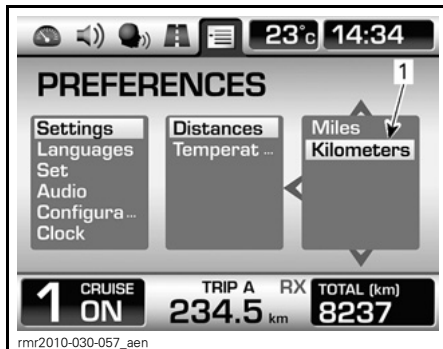 23°c 14:34
PREFERENCES
1
Settings
Languages
Set
Audio
Configura...
Clock
Distances
Temperat ...
Miles
Kilometers
1 CRUISE ON
TRIP A
234.5 km
RX
TOTAL (km)
8237
rmr2010-030-057_aen